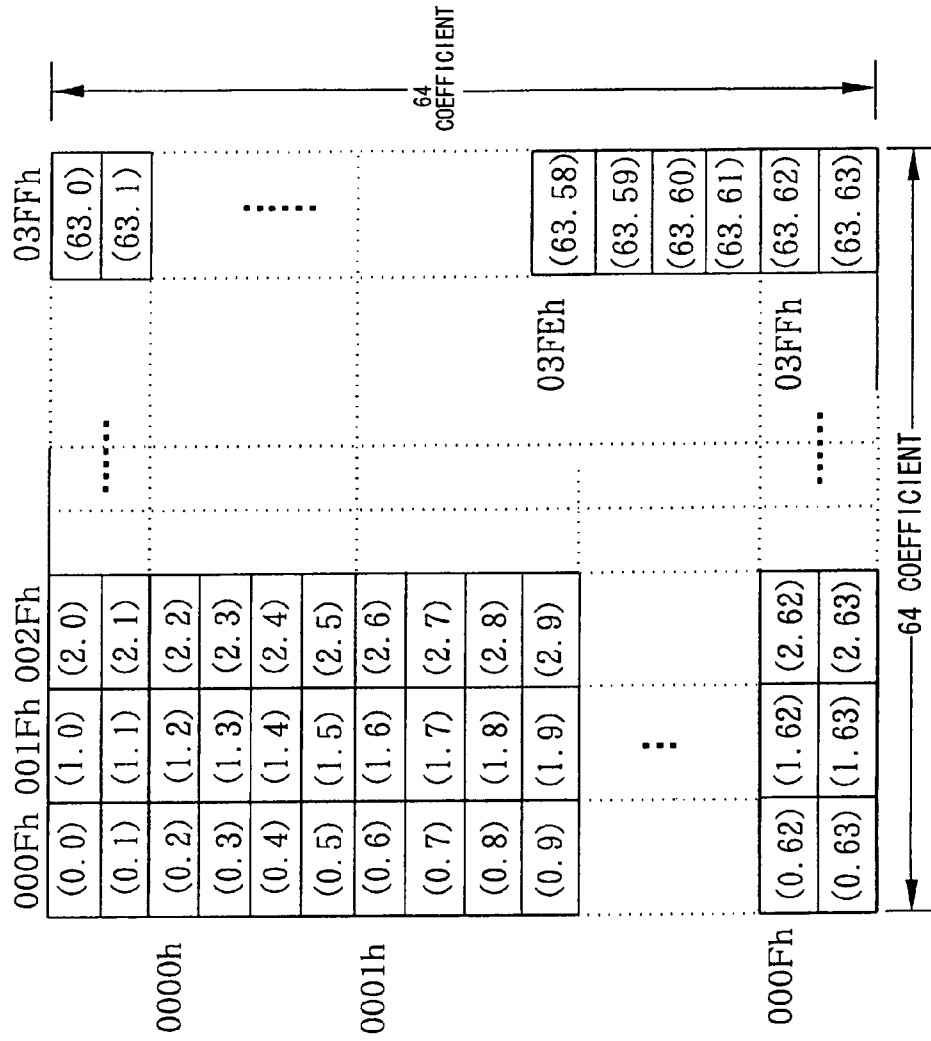 000Fh 001Fh 002Fh 03FFh
(0.0) (1.0) (2.0) (63.0)
(0.1) (1.1) (2.1) (63.1)
0000h (0.2) (1.2) (2.2)
(0.3) (1.3) (2.3)
(0.4) (1.4) (2.4)
(0.5) (1.5) (2.5)
0001h (0.6) (1.6) (2.6)
(0.7) (1.7) (2.7)
(0.8) (1.8) (2.8)
(0.9) (1.9) (2.9)
03FEh (63.58)
(63.59)
(63.60)
(63.61)
000Fh (0.62) (1.62) (2.62) 03FFh (63.62)
(0.63) (1.63) (2.63) (63.63)
64 COEFFICIENT
64
COEFFICIENT